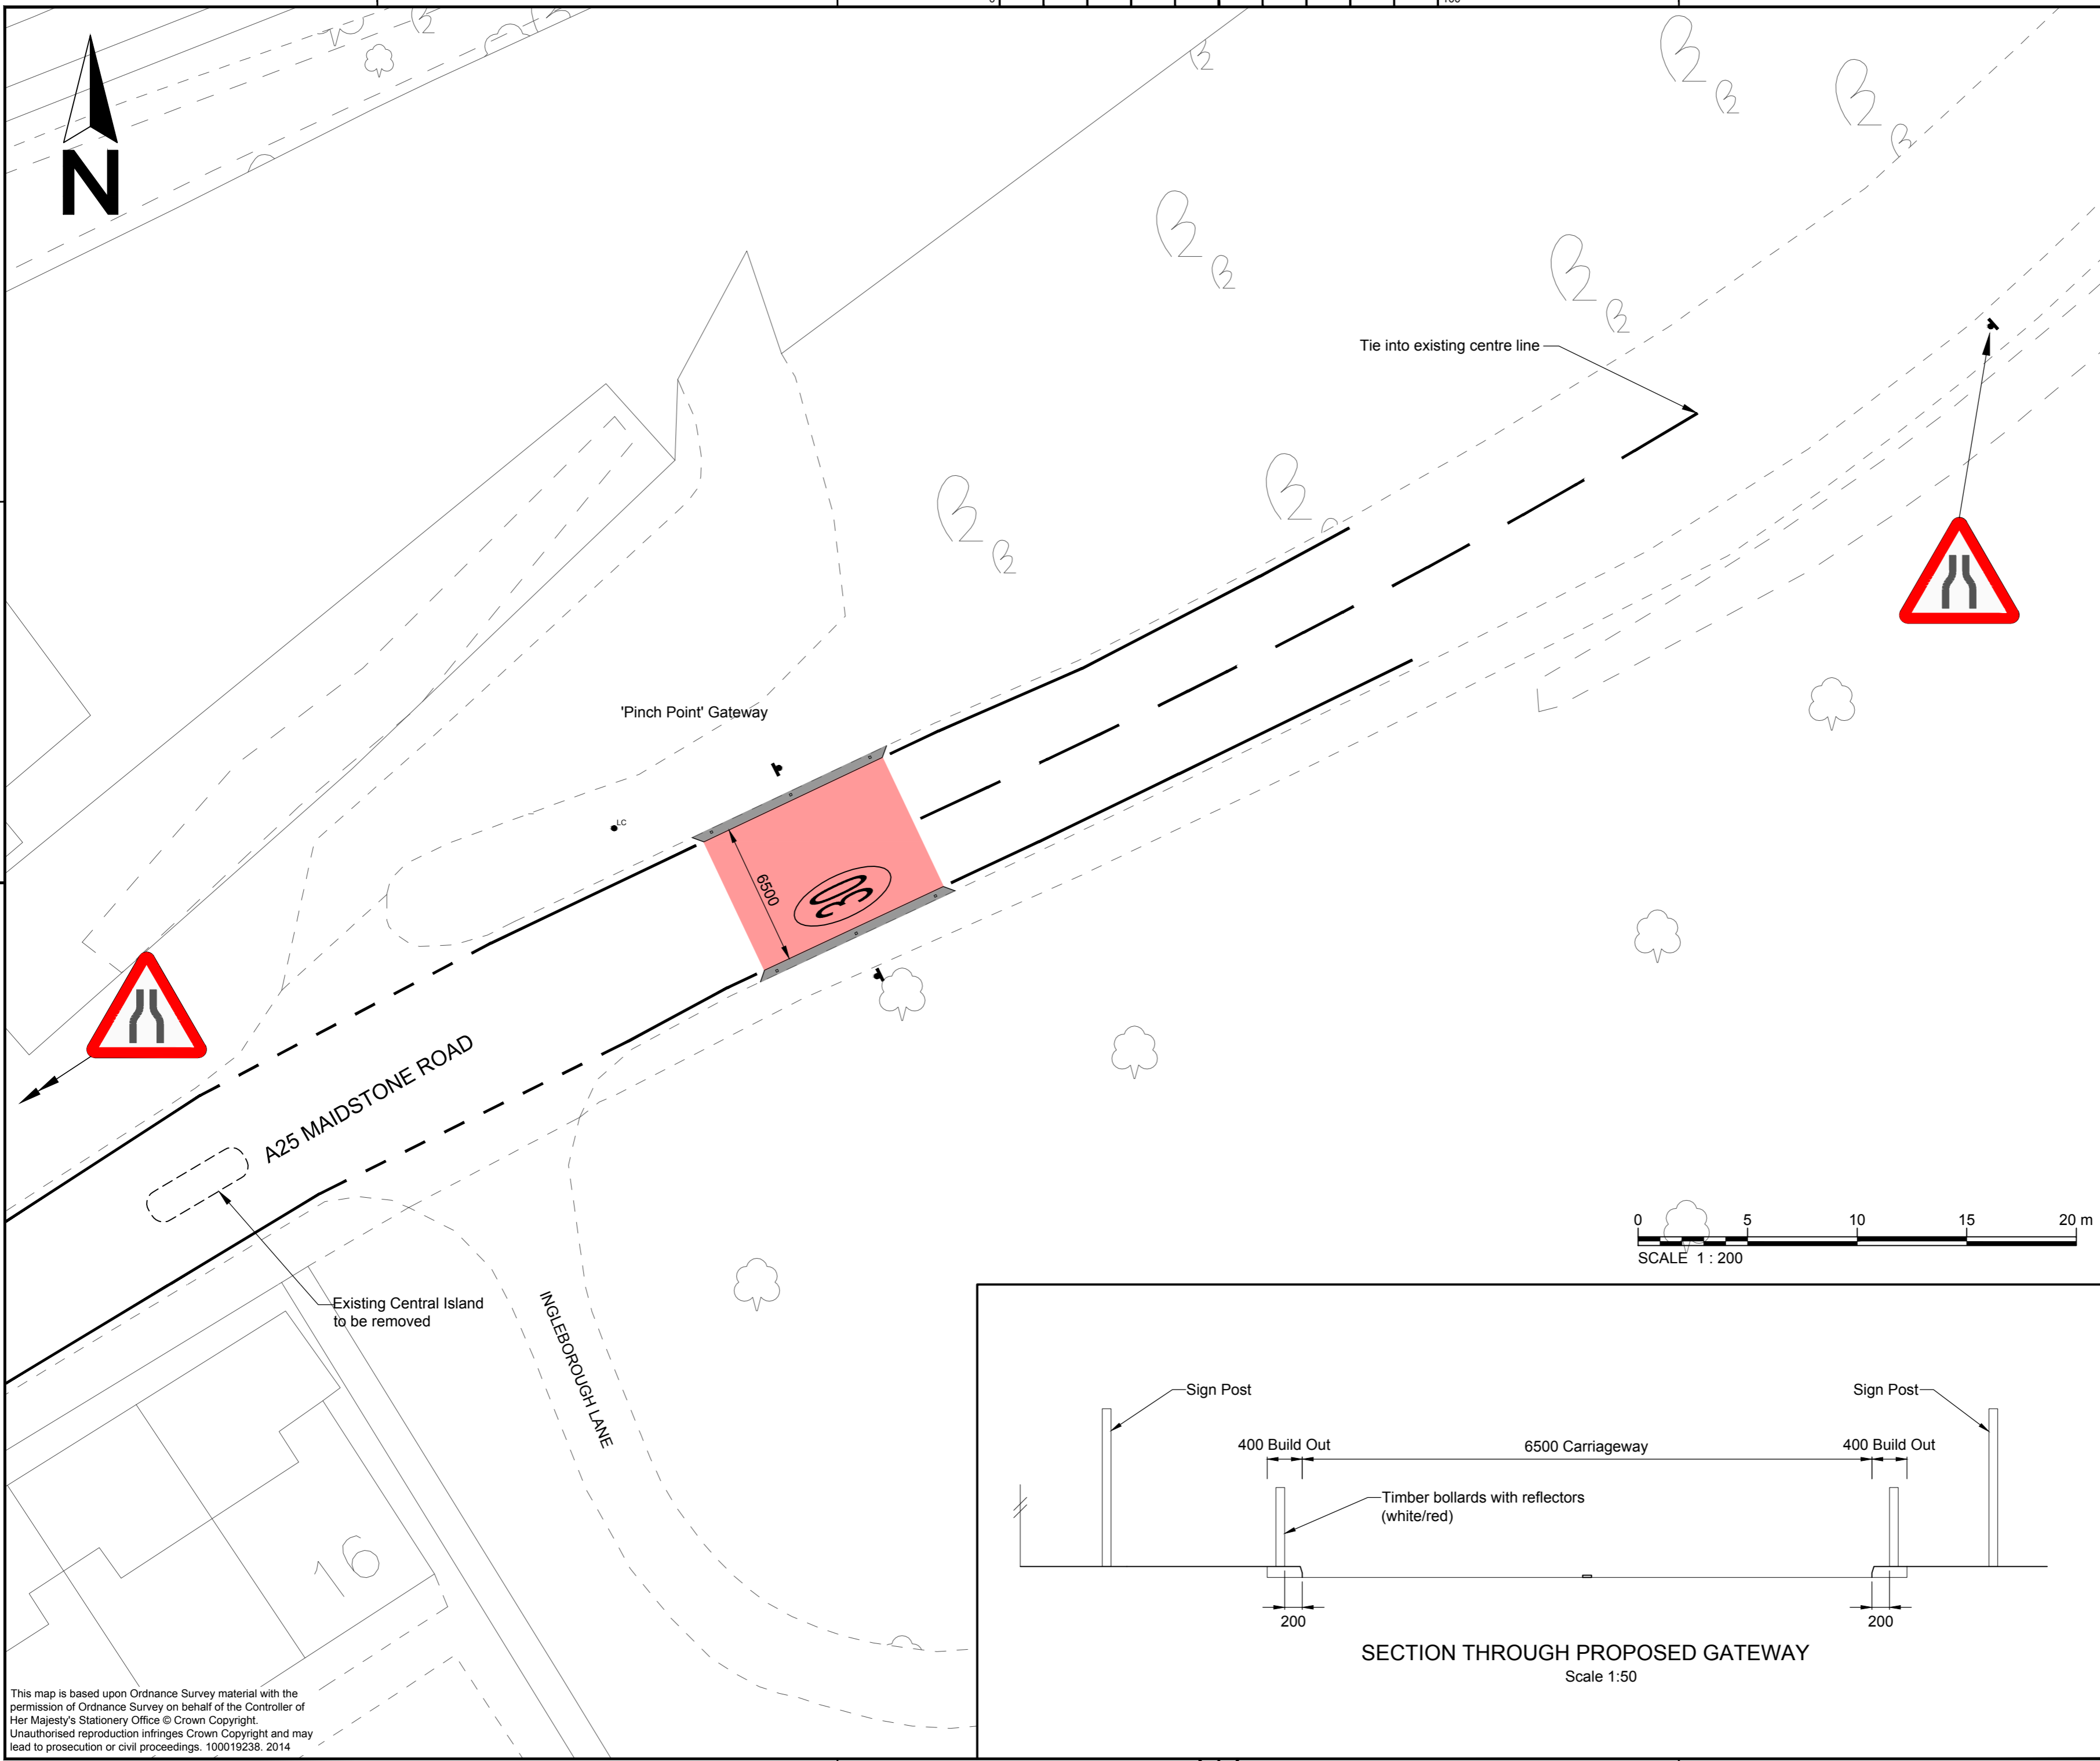 N
Tie into existing centre line
'Pinch Point' Gateway
LC
6500
30
A25 MAIDSTONE ROAD
Existing Central Island
to be removed
INGLEBOROUGH LANE
16
0 5 10 15 20 m
SCALE 1 : 200
Sign Post
Sign Post
400 Build Out
6500 Carriageway
400 Build Out
Timber bollards with reflectors
(white/red)
200
200
SECTION THROUGH PROPOSED GATEWAY
Scale 1:50
This map is based upon Ordnance Survey material with the
permission of Ordnance Survey on behalf of the Controller of
Her Majesty's Stationery Office © Crown Copyright.
Unauthorised reproduction infringes Crown Copyright and may
lead to prosecution or civil proceedings. 100019238. 2014